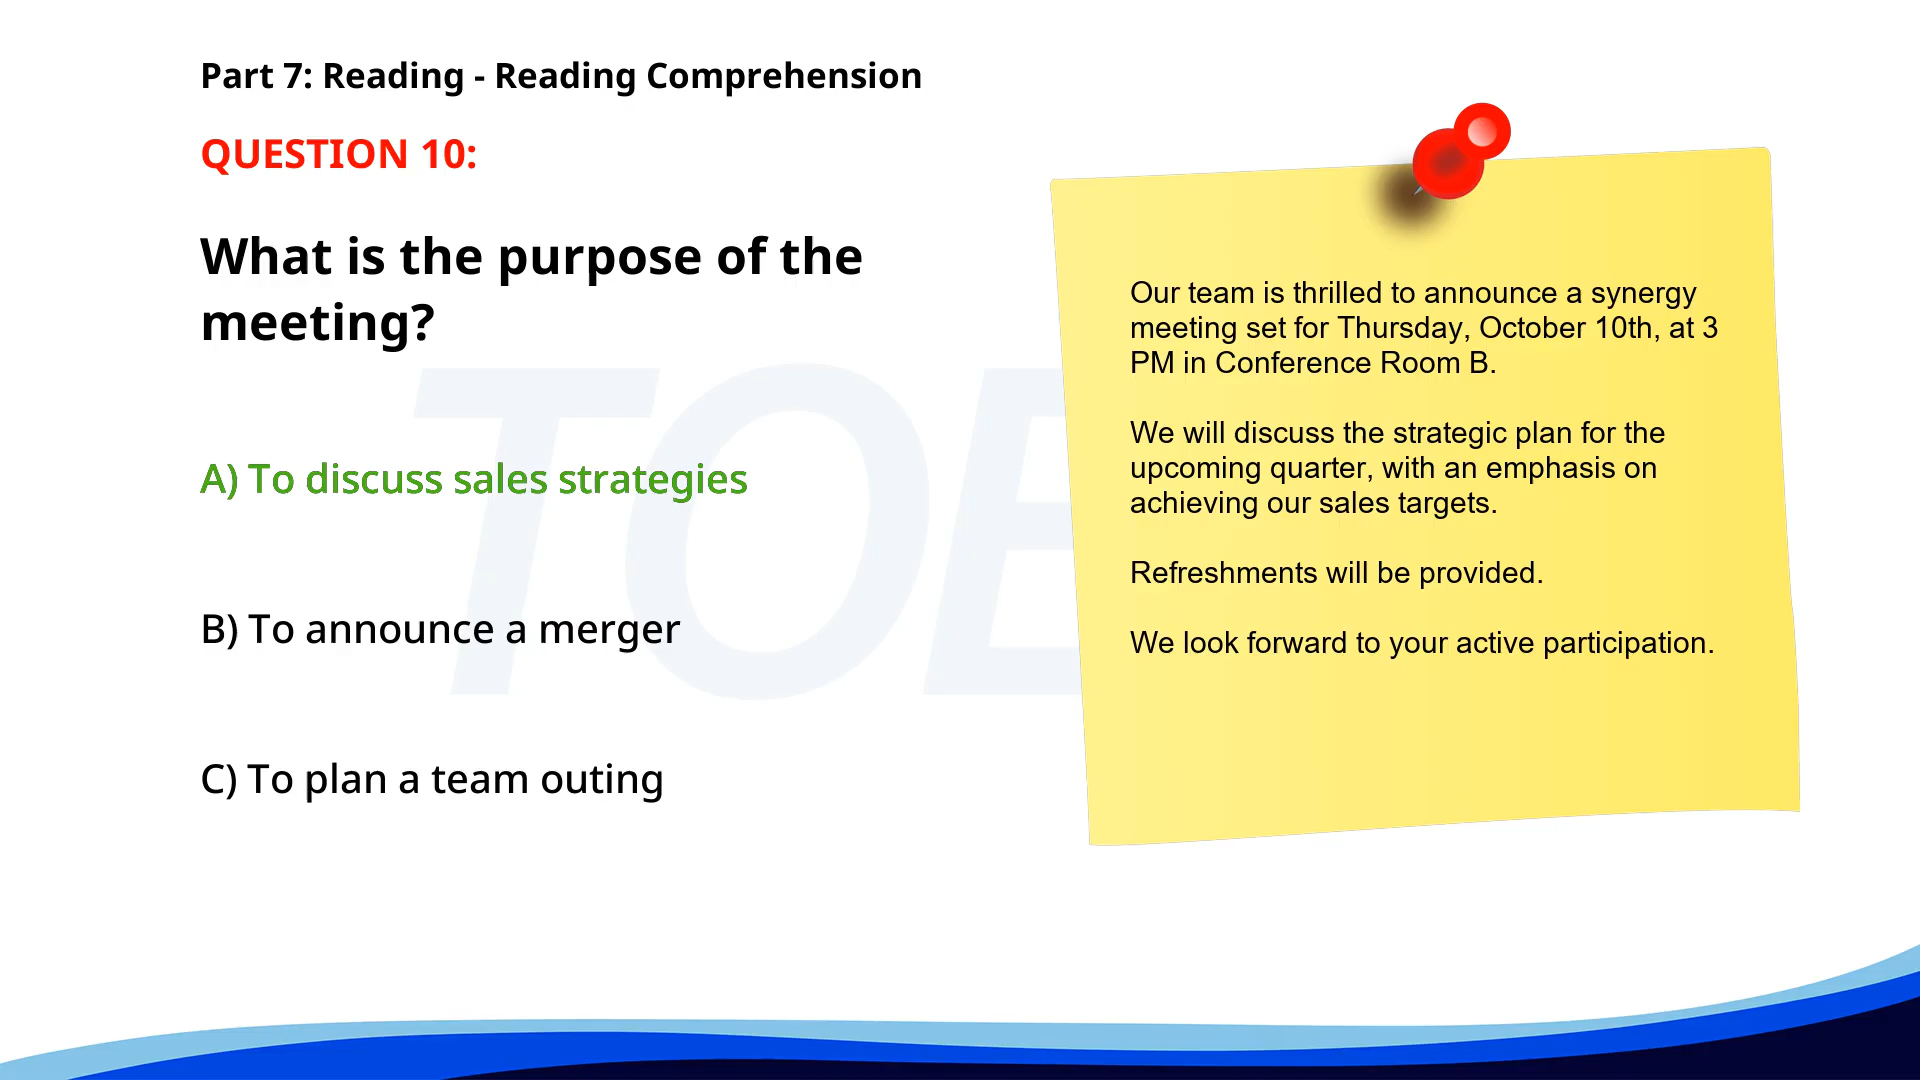 Part 7: Reading - Reading Comprehension
QUESTION 10:
What is the purpose of the
meeting?
A) To discuss sales strategies
B) To announce a merger
C) To plan a team outing
Our team is thrilled to announce a synergy
meeting set for Thursday, October 10th, at 3
PM in Conference Room B.
We will discuss the strategic plan for the
upcoming quarter, with an emphasis on
achieving our sales targets.
Refreshments will be provided.
We look forward to your active participation.